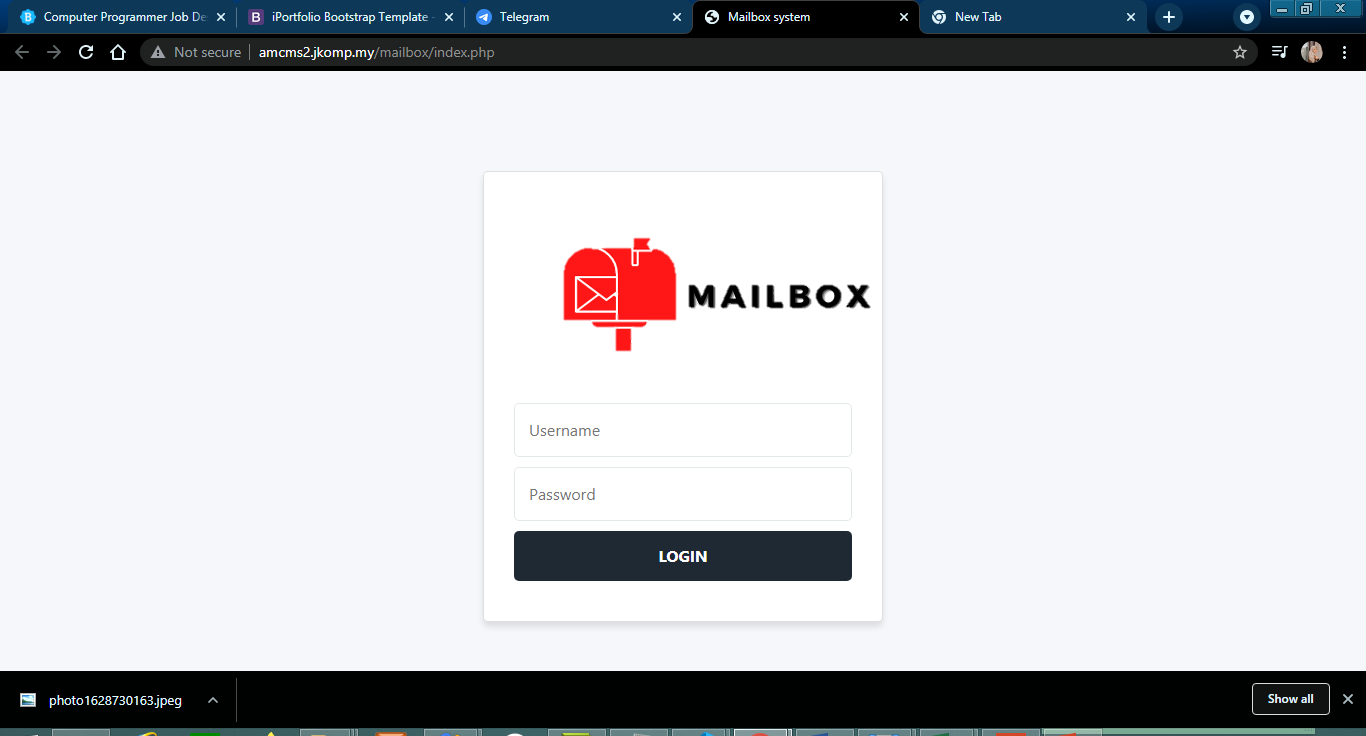 Computer Programmer Job De
iPortfolio Bootstrap Template -
Telegram
Mailbox system
New Tab
Not secure
amcms2.jkomp.my/mailbox/index.php
MAILBOX
Username
Password
LOGIN
photo1628730163.jpeg
Show all